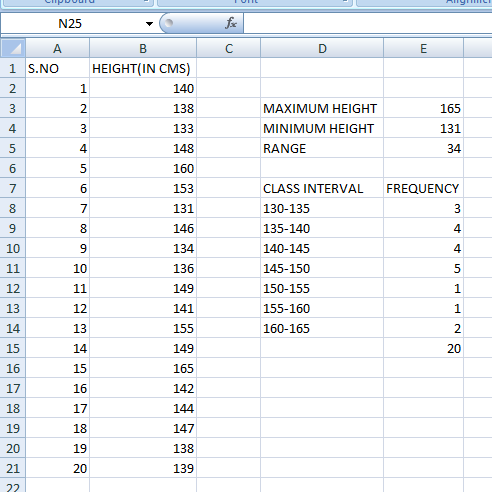 Clipboard Font Alignment
N25 fx
A B C D E
1 S.NO HEIGHT(IN CMS)
2 1 140
3 2 138 MAXIMUM HEIGHT 165
4 3 133 MINIMUM HEIGHT 131
5 4 148 RANGE 34
6 5 160
7 6 153 CLASS INTERVAL FREQUENCY
8 7 131 130-135 3
9 8 146 135-140 4
10 9 134 140-145 4
11 10 136 145-150 5
12 11 149 150-155 1
13 12 141 155-160 1
14 13 155 160-165 2
15 14 149 20
16 15 165
17 16 142
18 17 144
19 18 147
20 19 138
21 20 139
22